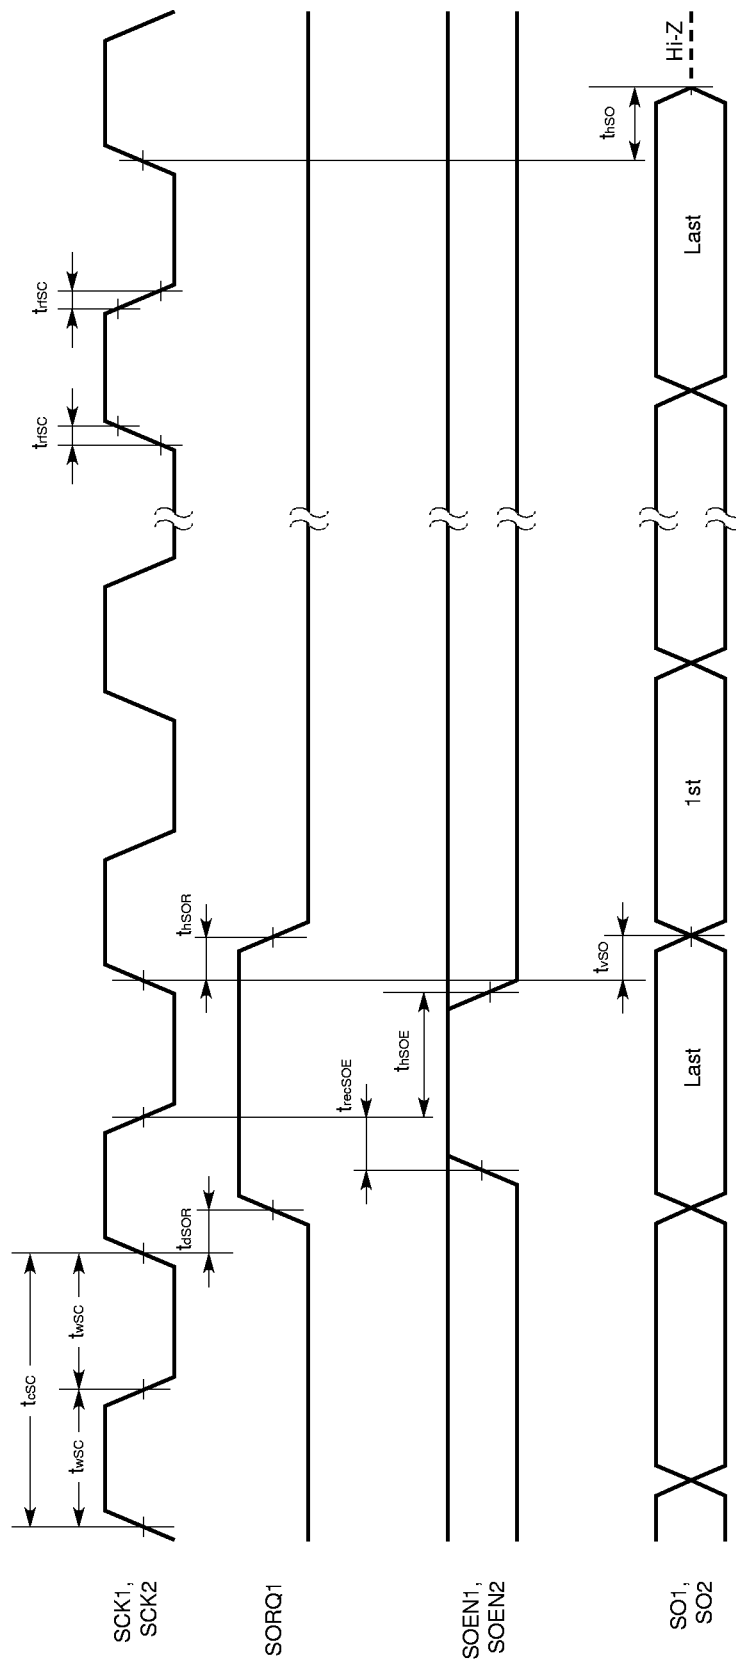 tcSC
twSC
twSC
trfSC
trfSC
SCK1,
SCK2
tdSOR
thSOR
SORQ1
trecSOE
thSOE
SOEN1,
SOEN2
tvSO
thSO
SO1,
SO2
Last
1st
Last
Hi-Z